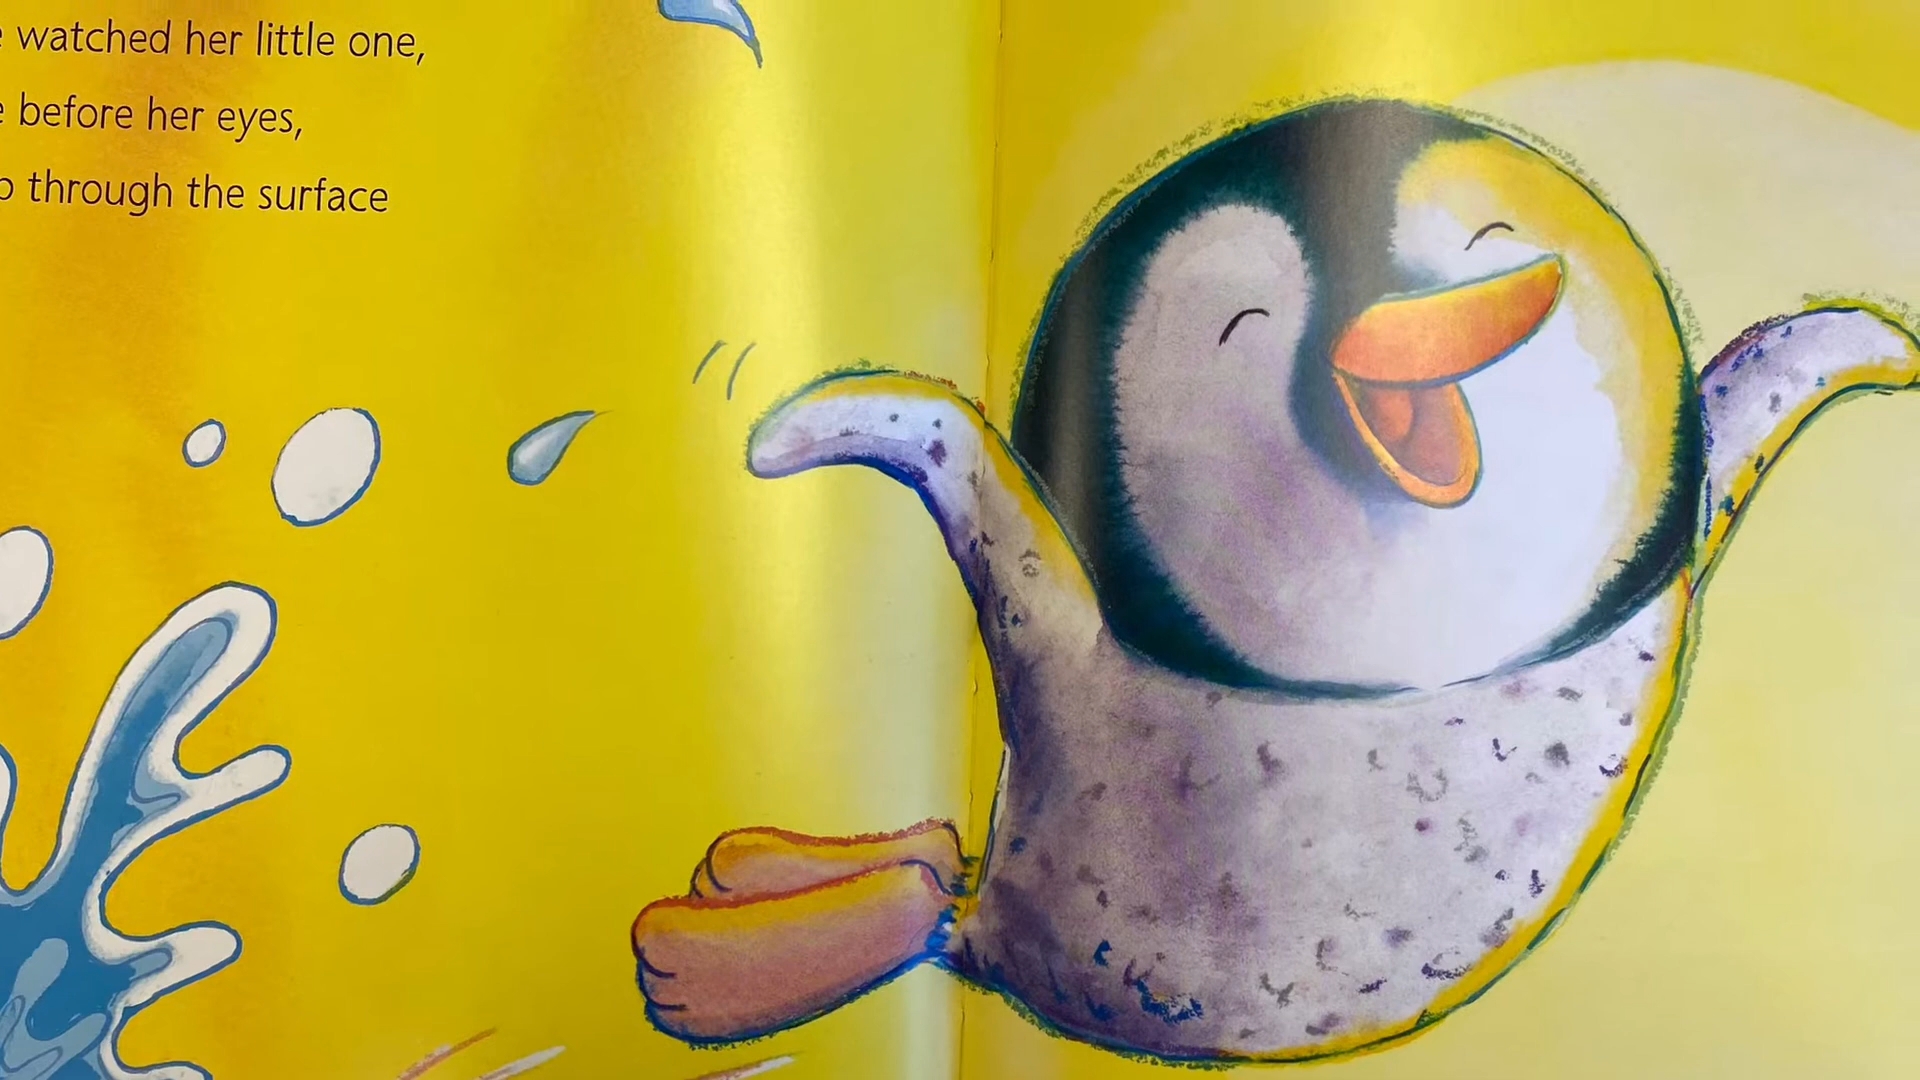 watched her little one,
before her eyes,
through the surface